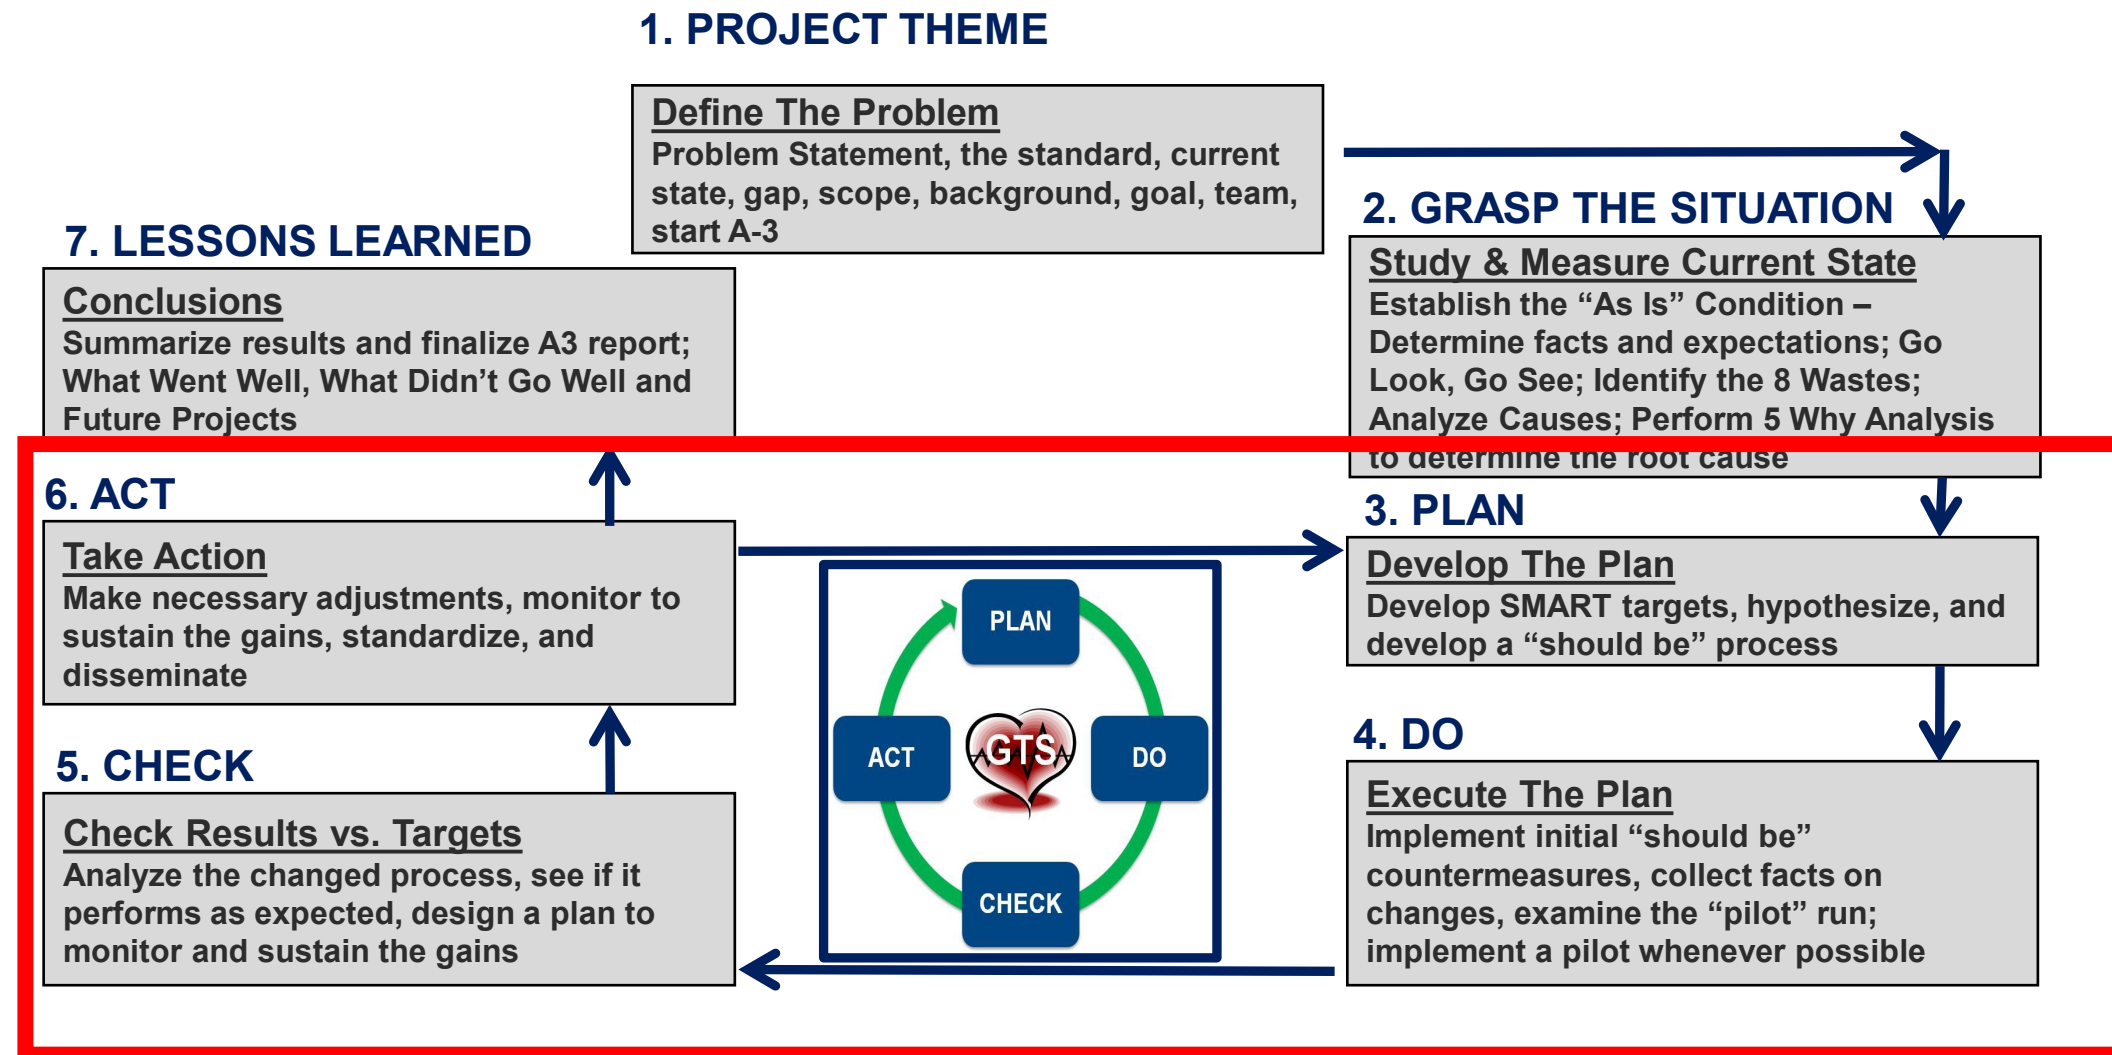 1. PROJECT THEME
Define The Problem
Problem Statement, the standard, current
state, gap, scope, background, goal, team,
start A-3
2. GRASP THE SITUATION
Study & Measure Current State
Establish the “As Is” Condition –
Determine facts and expectations; Go
Look, Go See; Identify the 8 Wastes;
Analyze Causes; Perform 5 Why Analysis
to determine the root cause
3. PLAN
Develop The Plan
Develop SMART targets, hypothesize, and
develop a “should be” process
4. DO
Execute The Plan
Implement initial “should be”
countermeasures, collect facts on
changes, examine the “pilot” run;
implement a pilot whenever possible
5. CHECK
Check Results vs. Targets
Analyze the changed process, see if it
performs as expected, design a plan to
monitor and sustain the gains
6. ACT
Take Action
Make necessary adjustments, monitor to
sustain the gains, standardize, and
disseminate
7. LESSONS LEARNED
Conclusions
Summarize results and finalize A3 report;
What Went Well, What Didn’t Go Well and
Future Projects
PLAN
DO
CHECK
ACT
GTS